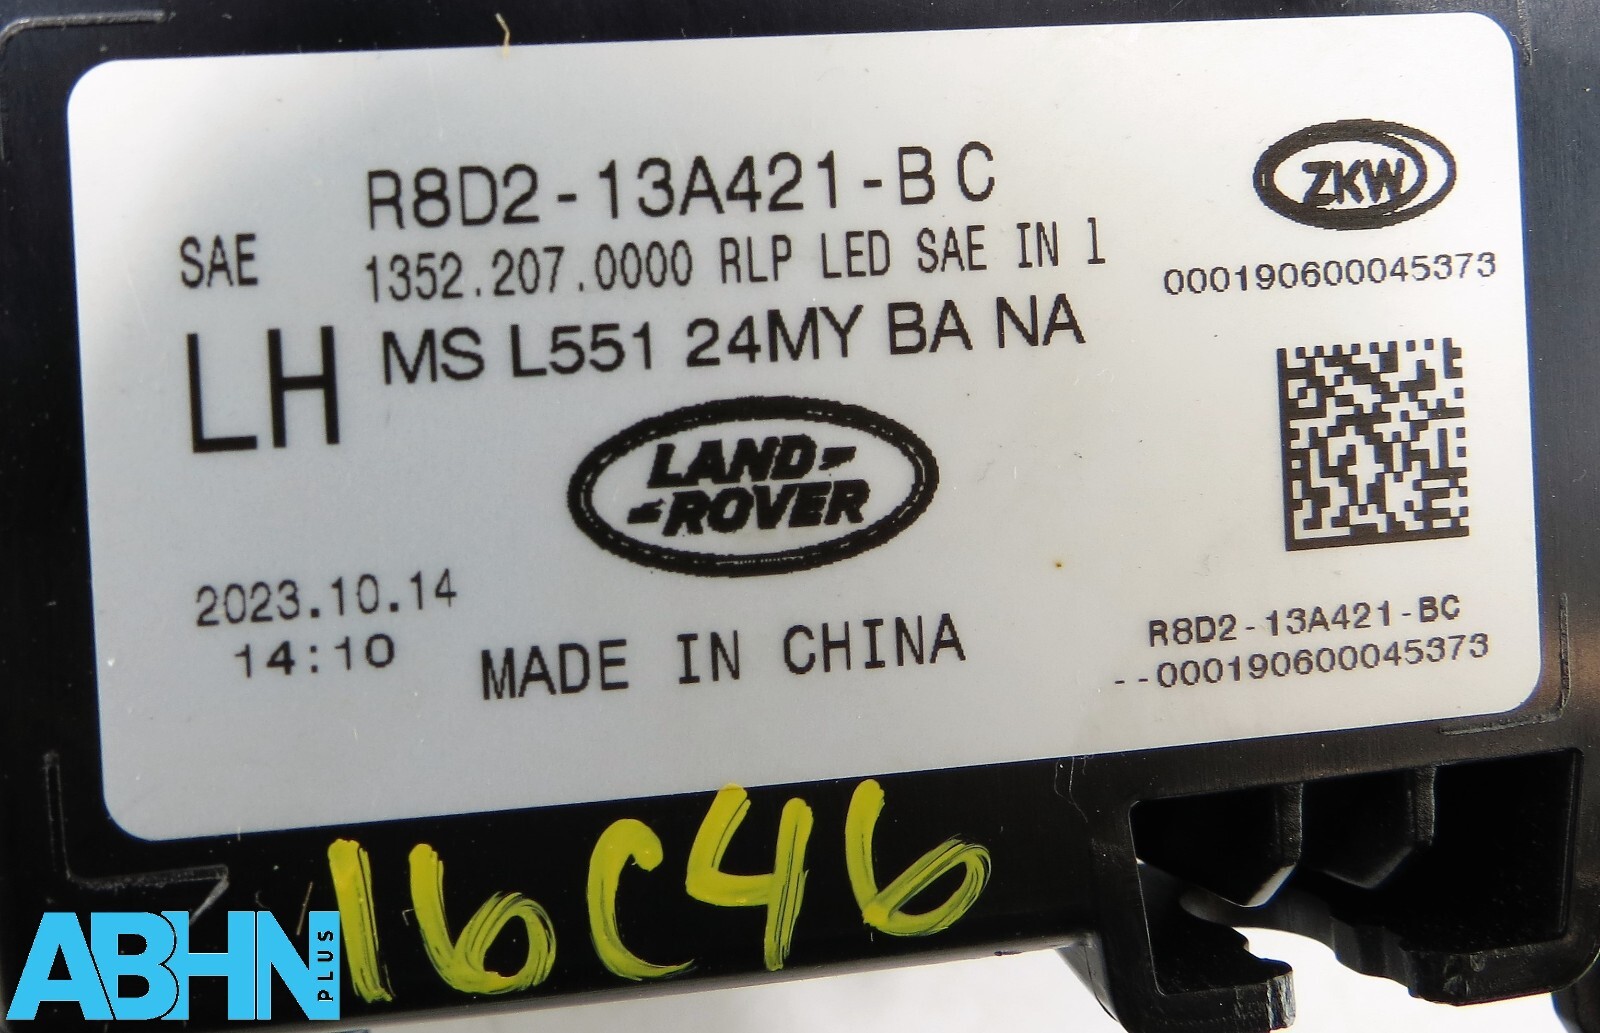 R8D2-13A421-B C
SAE
1352.207.0000 RLP LED SAE IN 1
LH
MS L551 24MY BA NA
ZKW
000190600045373
LAND-
-ROVER
2023.10.14
14:10
MADE IN CHINA
R8D2-13A421-BC
--000190600045373
16C46
ABHN
PLUS